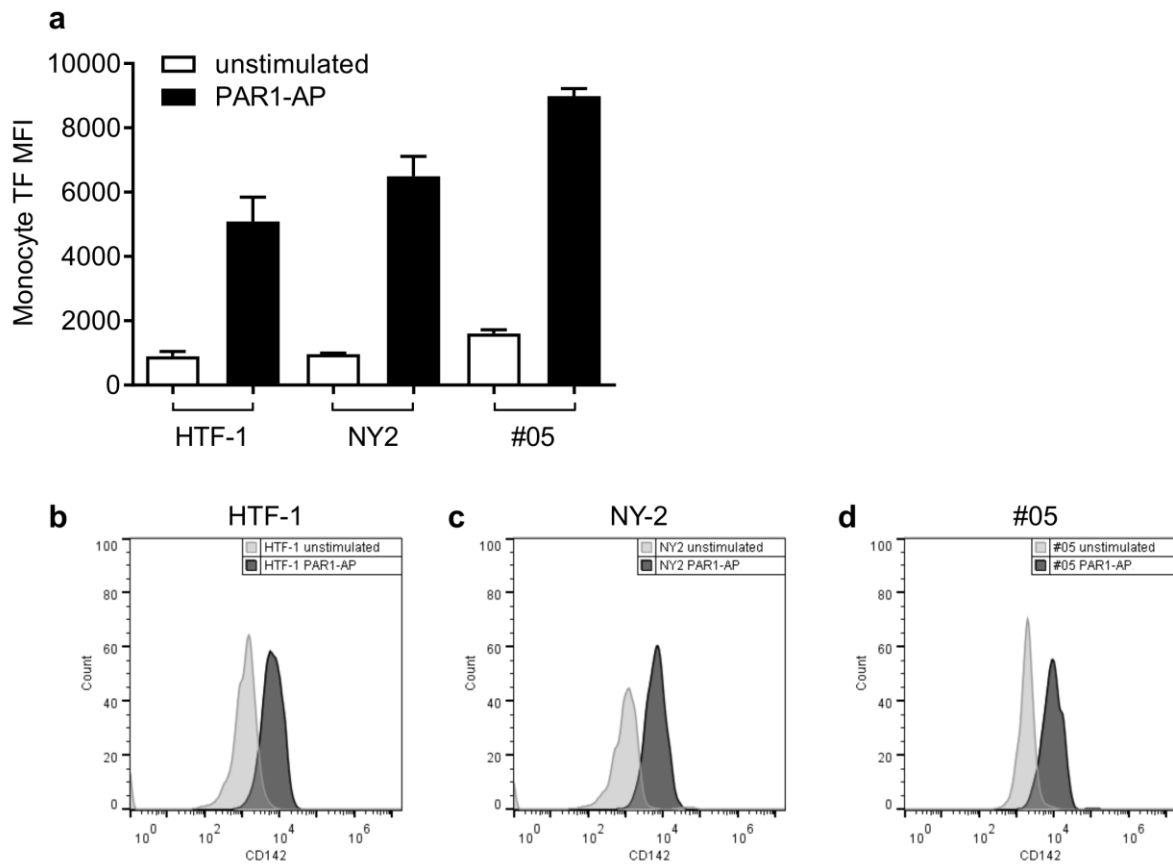 a
unstimulated
PAR1-AP
Monocyte TF MFI
10000
8000
6000
4000
2000
0
HTF-1 NY2 #05
b HTF-1
HTF-1 unstimulated
HTF-1 PAR1-AP
Count
100
80
60
40
20
0
10^0 10^2 10^4 10^6
CD142
c NY-2
NY2 unstimulated
NY2 PAR1-AP
Count
100
80
60
40
20
0
10^0 10^2 10^4 10^6
CD142
d #05
#05 unstimulated
#05 PAR1-AP
Count
100
80
60
40
20
0
10^0 10^2 10^4 10^6
CD142